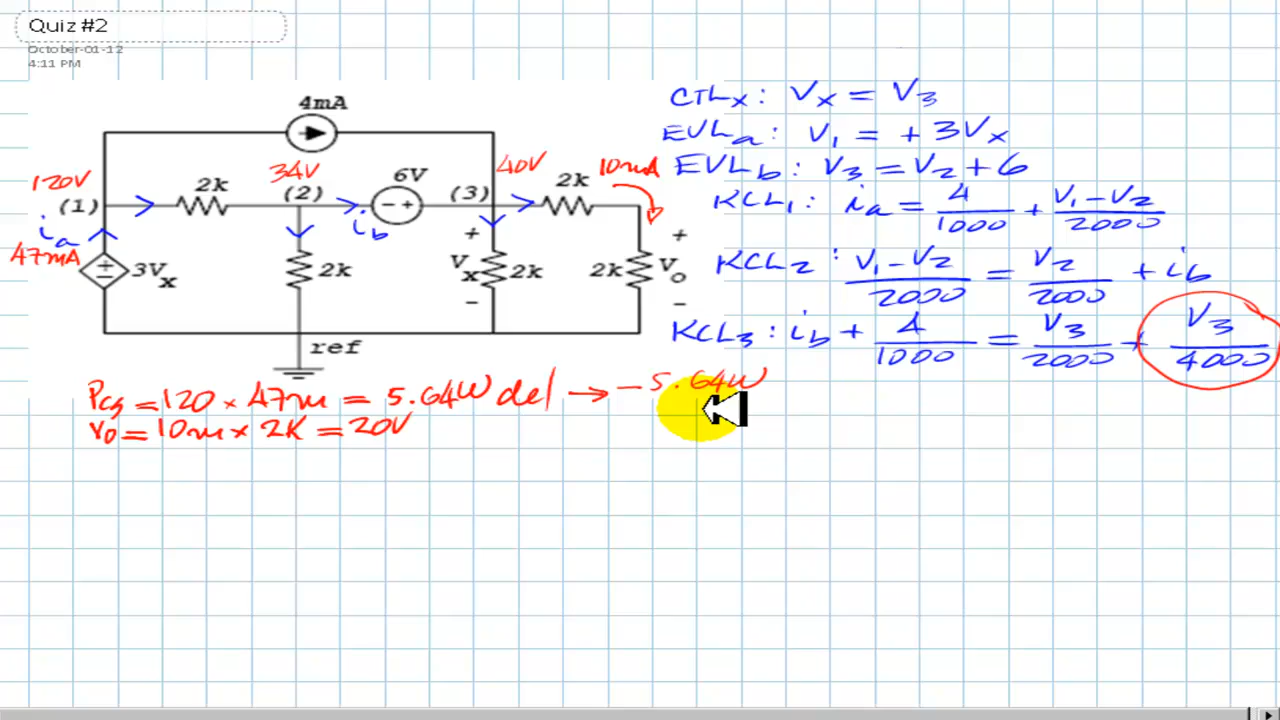 Quiz #2
October-01-12
4:11 PM
4mA
120V
2k
34V
6V
40V
10mA
2k
(1)
(2)
(3)
ia
ib
47mA
+
−
3Vx
2k
− +
+
Vx
−
2k
2k
+
Vo
−
ref
CTLx: Vx = V3
EVLa: V1 = +3Vx
EVLb: V3 = V2 + 6
KCL1: ia = 4/1000 + (V1 − V2)/2000
KCL2: (V1 − V2)/2000 = V2/2000 + ib
KCL3: ib + 4/1000 = V3/2000 + V3/4000
Pcs = 120 × 47m = 5.64W del → −5.64W
Vo = 10m × 2K = 20V